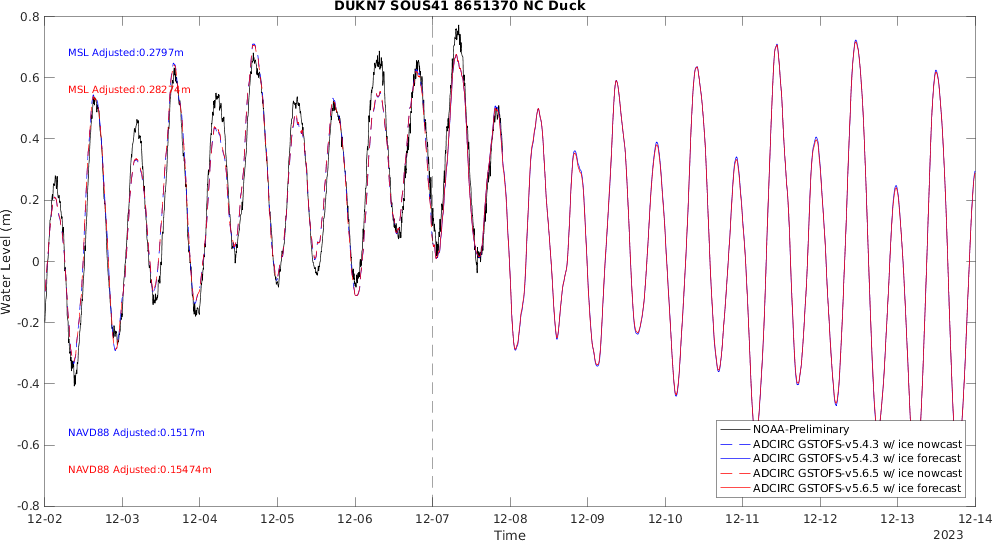 DUKN7 SOUS41 8651370 NC Duck
0.8
0.6
0.4
0.2
0
-0.2
-0.4
-0.6
-0.8
Water Level (m)
MSL Adjusted:0.2797m
MSL Adjusted:0.28274m
NAVD88 Adjusted:0.1517m
NAVD88 Adjusted:0.15474m
NOAA-Preliminary
ADCIRC GSTOFS-v5.4.3 w/ ice nowcast
ADCIRC GSTOFS-v5.4.3 w/ ice forecast
ADCIRC GSTOFS-v5.6.5 w/ ice nowcast
ADCIRC GSTOFS-v5.6.5 w/ ice forecast
12-02 12-03 12-04 12-05 12-06 12-07 12-08 12-09 12-10 12-11 12-12 12-13 12-14
Time
2023